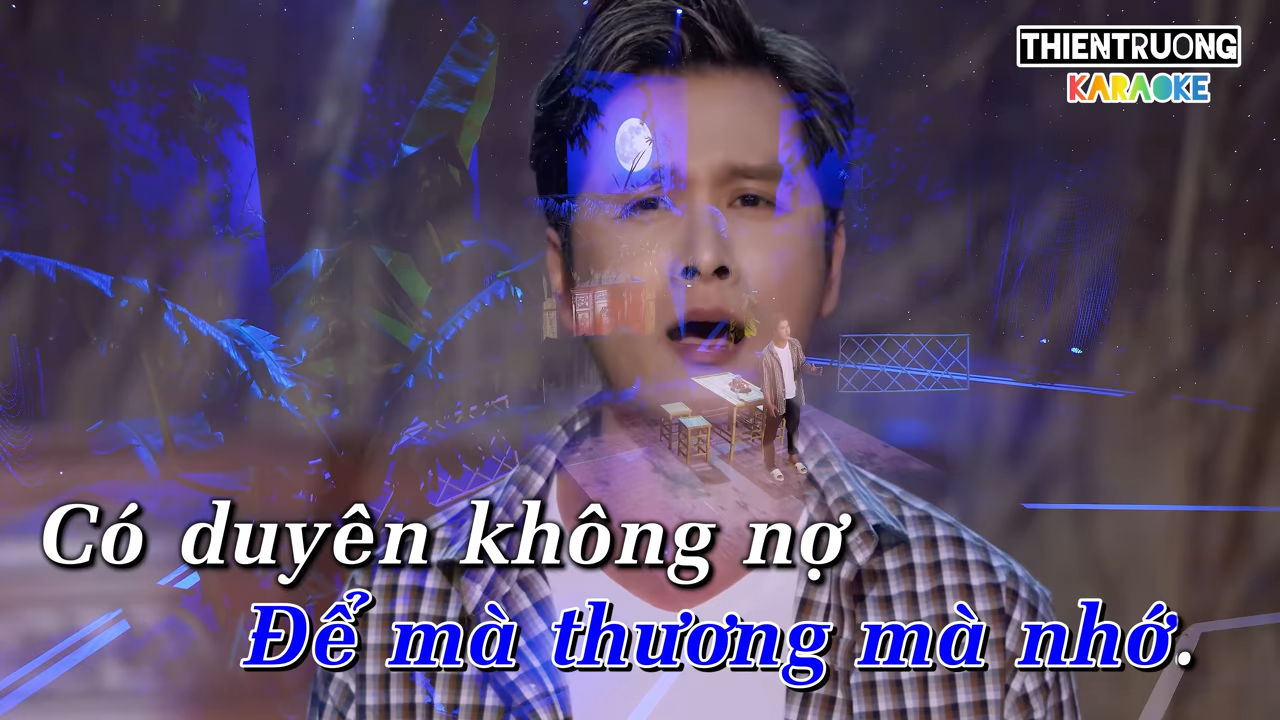 THIENTRUONG
KARAOKE
Có duyên không nợ
Để mà thương mà nhớ.